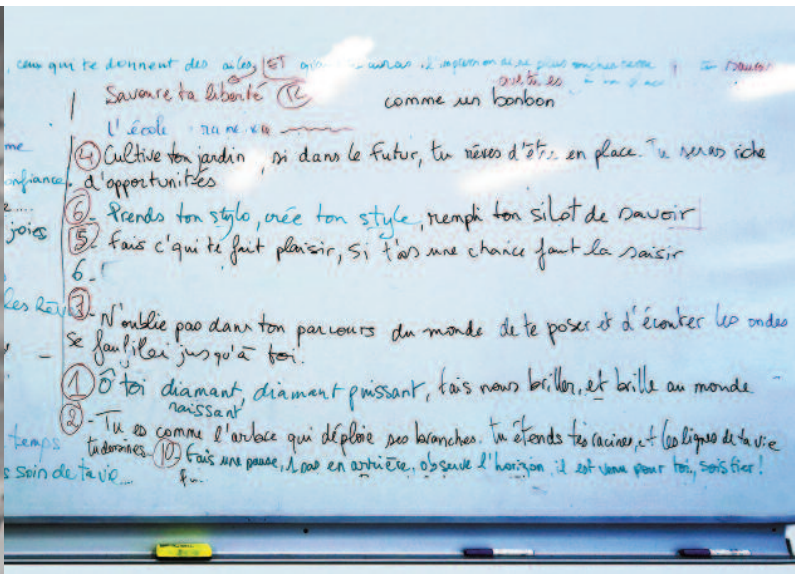 , ceux qui te donnent des ailes, ET
Savoure ta liberté 12 comme un bonbon
L'école
me
④ Cultive ton jardin, si dans le futur, tu rêves d'être en place. Tu seras riche
onfiance d'opportunités
⑥- Prends ton stylo, crée ton style, rempli ton silot de savoir
joies
⑤- Fais c'qui te fait plaisir, si t'as une chance faut la saisir
6-
les Rêv
③ - N'oublie pas dans ton parcours du monde de te poser et d'écouter les ondes
se faufiler jusqu'à toi.
① Ô toi diamant, diamant puissant, fais nous briller, et brille au monde
naissant
② - Tu es comme l'arbre qui déploie ses branches. Tu étends tes racines, et les lignes de ta vie
temps
tu dessines. ⑩ Fais une pause, 1 pas en arrière, observe l'horizon il est venu pour toi, sois fier!
s soin de ta vie...